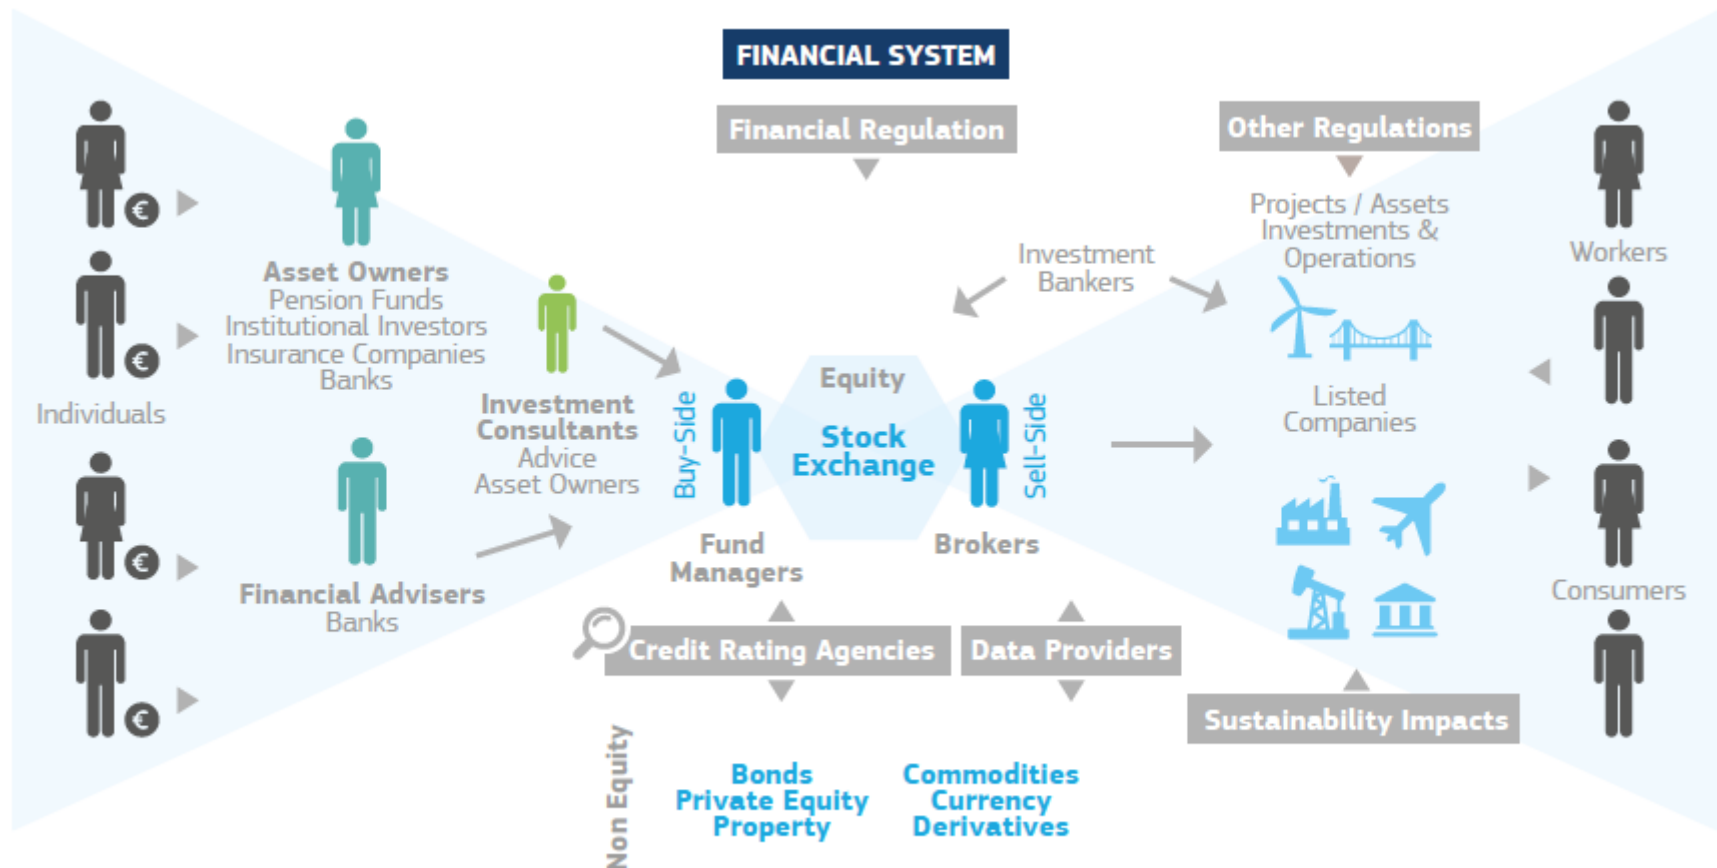 FINANCIAL SYSTEM
Financial Regulation
Other Regulations
Projects / Assets
Investments &
Operations
Investment
Bankers
Workers
€
€
Individuals
€
€
Asset Owners
Pension Funds
Institutional Investors
Insurance Companies
Banks
Financial Advisers
Banks
Investment
Consultants
Advice
Asset Owners
Buy-Side
Equity
Stock
Exchange
Sell-Side
Fund
Managers
Brokers
Listed
Companies
Consumers
Credit Rating Agencies
Data Providers
Sustainability Impacts
Non Equity
Bonds
Private Equity
Property
Commodities
Currency
Derivatives